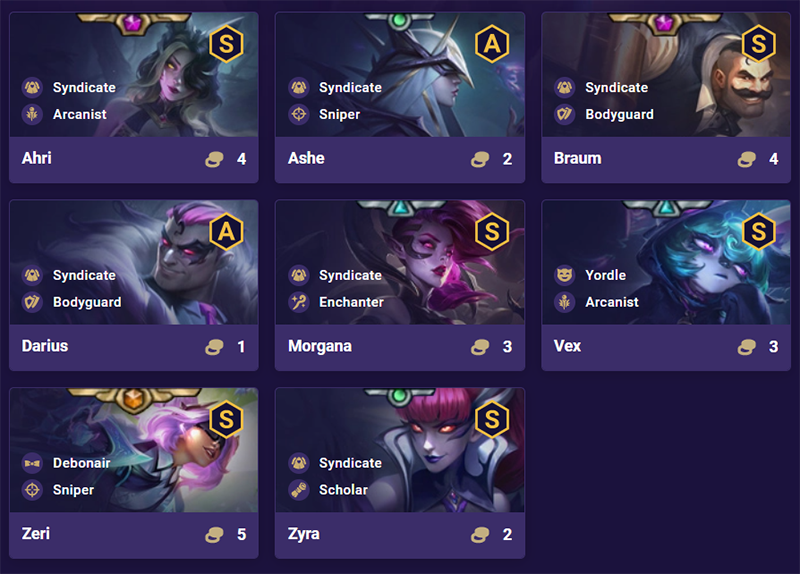 S
Syndicate
Arcanist
Ahri 4
A
Syndicate
Sniper
Ashe 2
S
Syndicate
Bodyguard
Braum 4
A
Syndicate
Bodyguard
Darius 1
S
Syndicate
Enchanter
Morgana 3
S
Yordle
Arcanist
Vex 3
S
Debonair
Sniper
Zeri 5
S
Syndicate
Scholar
Zyra 2